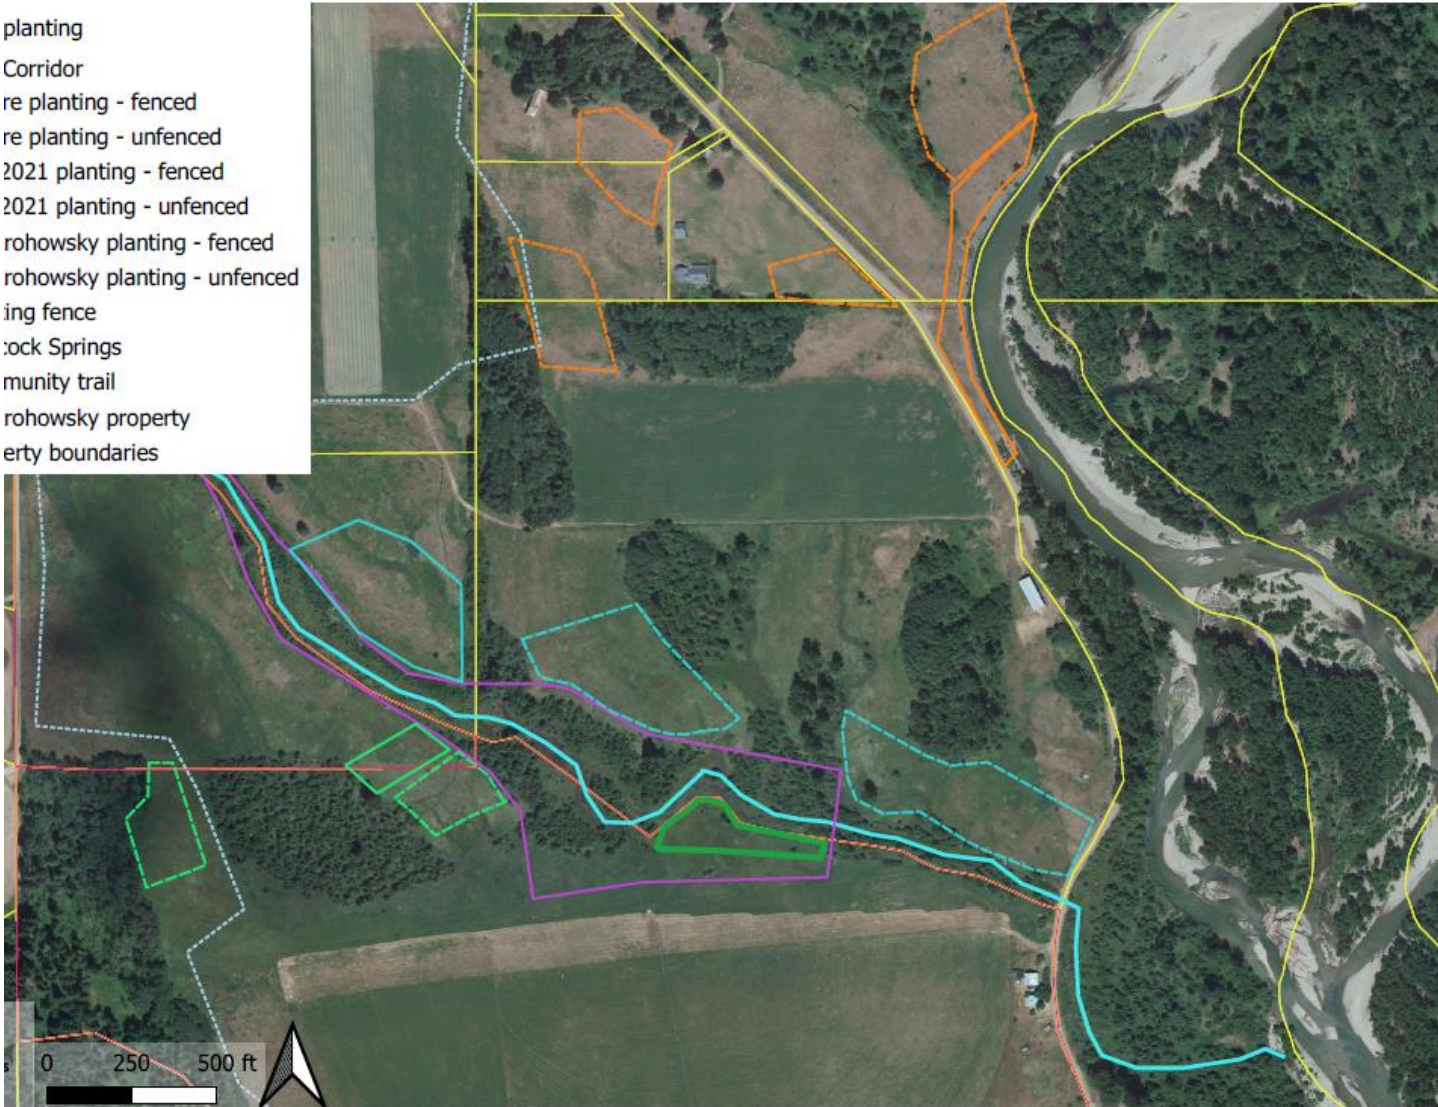 planting
Corridor
re planting - fenced
re planting - unfenced
2021 planting - fenced
2021 planting - unfenced
rohowsky planting - fenced
rohowsky planting - unfenced
ing fence
cock Springs
munity trail
rohowsky property
erty boundaries
s 0 250 500 ft